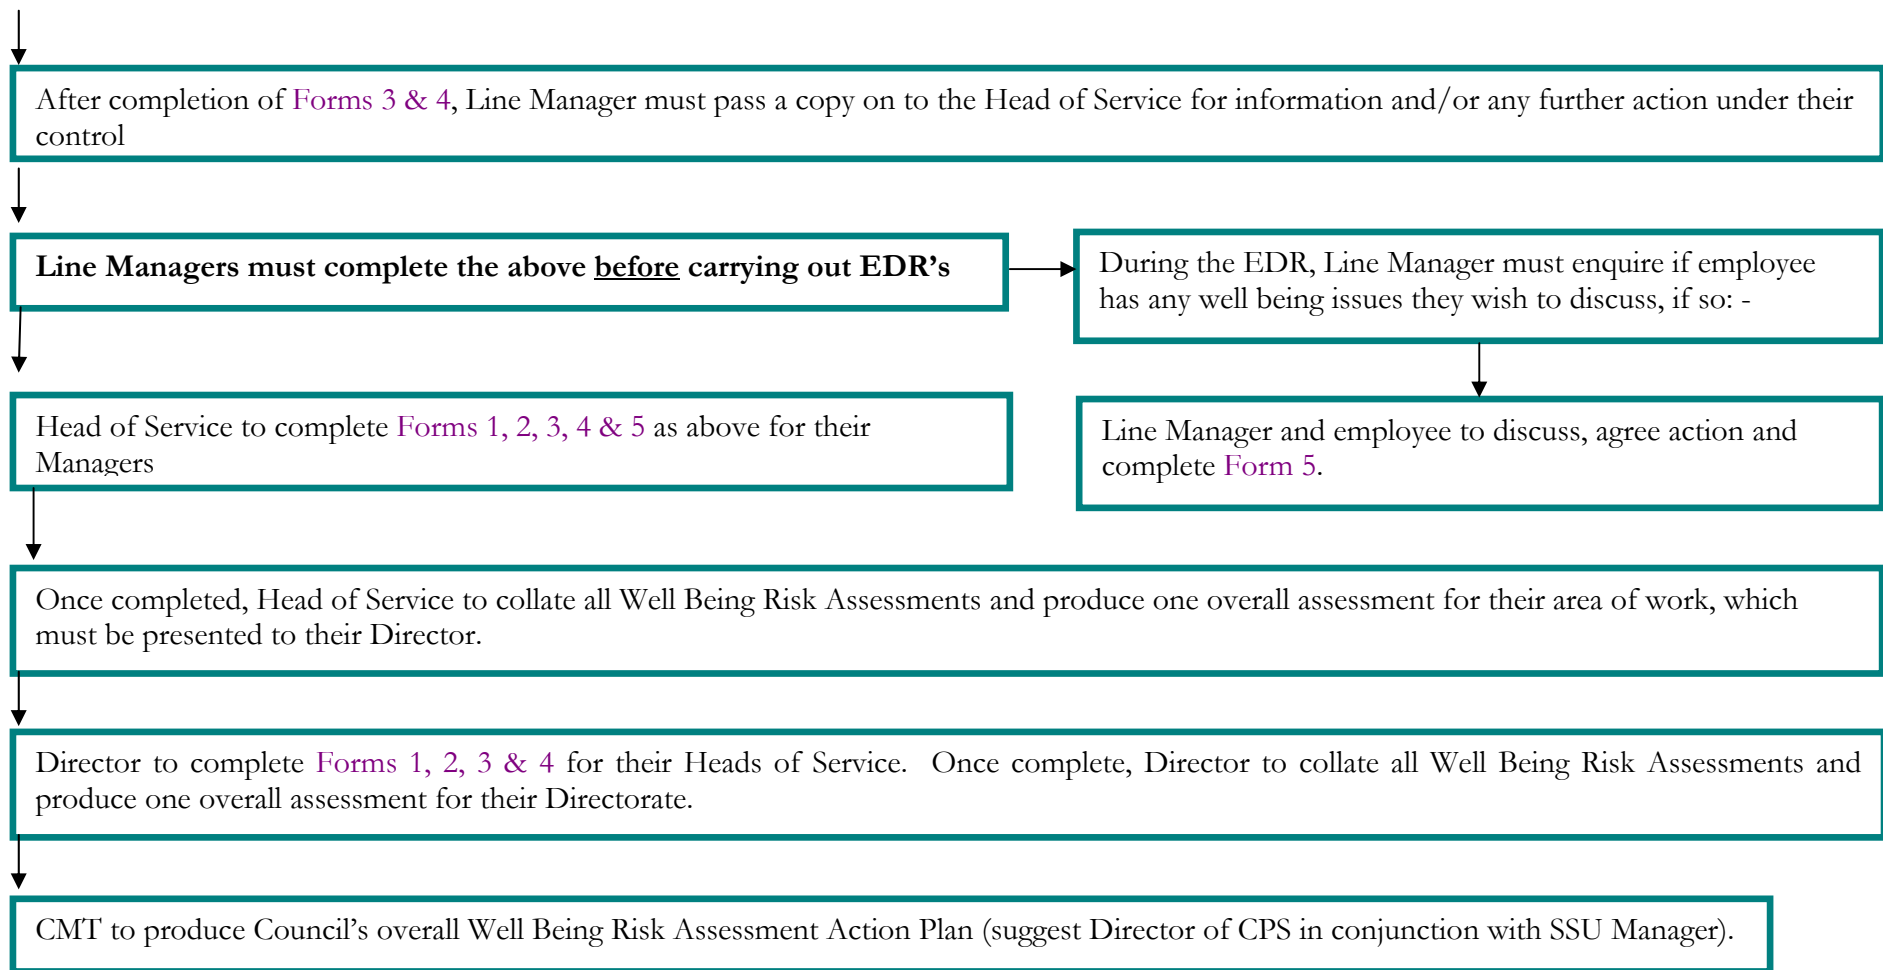 After completion of Forms 3 & 4, Line Manager must pass a copy on to the Head of Service for information and/or any further action under their
control
Line Managers must complete the above before carrying out EDR’s
During the EDR, Line Manager must enquire if employee
has any well being issues they wish to discuss, if so: -
Head of Service to complete Forms 1, 2, 3, 4 & 5 as above for their
Managers
Line Manager and employee to discuss, agree action and
complete Form 5.
Once completed, Head of Service to collate all Well Being Risk Assessments and produce one overall assessment for their area of work, which
must be presented to their Director.
Director to complete Forms 1, 2, 3 & 4 for their Heads of Service. Once complete, Director to collate all Well Being Risk Assessments and
produce one overall assessment for their Directorate.
CMT to produce Council’s overall Well Being Risk Assessment Action Plan (suggest Director of CPS in conjunction with SSU Manager).